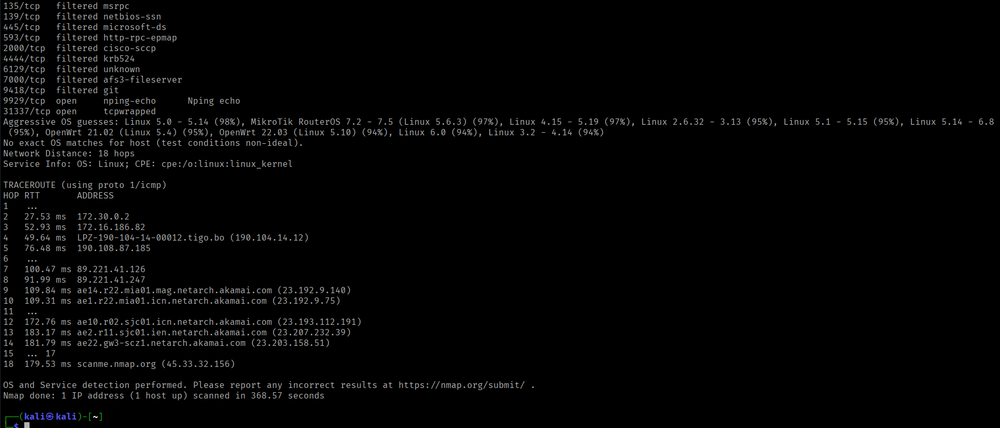 135/tcp   filtered msrpc
139/tcp   filtered netbios-ssn
445/tcp   filtered microsoft-ds
593/tcp   filtered http-rpc-epmap
2000/tcp  filtered cisco-sccp
4444/tcp  filtered krb524
6129/tcp  filtered unknown
7000/tcp  filtered afs3-fileserver
9418/tcp  filtered git
9929/tcp  open     nping-echo      Nping echo
31337/tcp open     tcpwrapped
Aggressive OS guesses: Linux 5.0 - 5.14 (98%), MikroTik RouterOS 7.2 - 7.5 (Linux 5.6.3) (97%), Linux 4.15 - 5.19 (97%), Linux 2.6.32 - 3.13 (95%), Linux 5.1 - 5.15 (95%), Linux 5.14 - 6.8
 (95%), OpenWrt 21.02 (Linux 5.4) (95%), OpenWrt 22.03 (Linux 5.10) (94%), Linux 6.0 (94%), Linux 3.2 - 4.14 (94%)
No exact OS matches for host (test conditions non-ideal).
Network Distance: 18 hops
Service Info: OS: Linux; CPE: cpe:/o:linux:linux_kernel

TRACEROUTE (using proto 1/icmp)
HOP RTT       ADDRESS
1   ...
2   27.53 ms  172.30.0.2
3   52.93 ms  172.16.186.82
4   49.64 ms  LPZ-190-104-14-00012.tigo.bo (190.104.14.12)
5   76.48 ms  190.108.87.185
6   ...
7   100.47 ms 89.221.41.126
8   91.99 ms  89.221.41.247
9   109.84 ms ae14.r22.mia01.mag.netarch.akamai.com (23.192.9.140)
10  109.31 ms ae1.r22.mia01.icn.netarch.akamai.com (23.192.9.75)
11  ...
12  172.76 ms ae10.r02.sjc01.icn.netarch.akamai.com (23.193.112.191)
13  183.17 ms ae2.r11.sjc01.ien.netarch.akamai.com (23.207.232.39)
14  181.79 ms ae22.gw3-scz1.netarch.akamai.com (23.203.158.51)
15  ... 17
18  179.53 ms scanme.nmap.org (45.33.32.156)

OS and Service detection performed. Please report any incorrect results at https://nmap.org/submit/ .
Nmap done: 1 IP address (1 host up) scanned in 368.57 seconds

┌──(kali㉿kali)-[~]
└─$